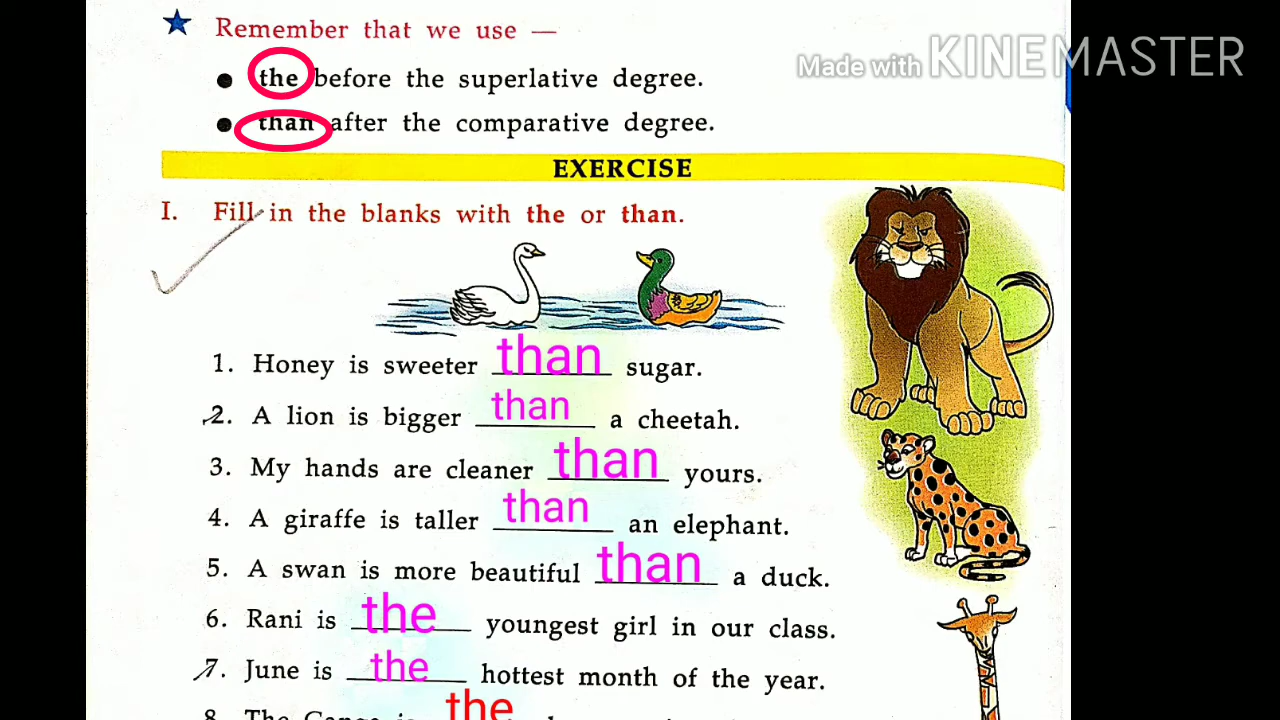 ★ Remember that we use —
Made with KINEMASTER
● the before the superlative degree.
● than after the comparative degree.
EXERCISE
I. Fill in the blanks with the or than.
1. Honey is sweeter than sugar.
2. A lion is bigger than a cheetah.
3. My hands are cleaner than yours.
4. A giraffe is taller than an elephant.
5. A swan is more beautiful than a duck.
6. Rani is the youngest girl in our class.
7. June is the hottest month of the year.
8. The Ganga is the